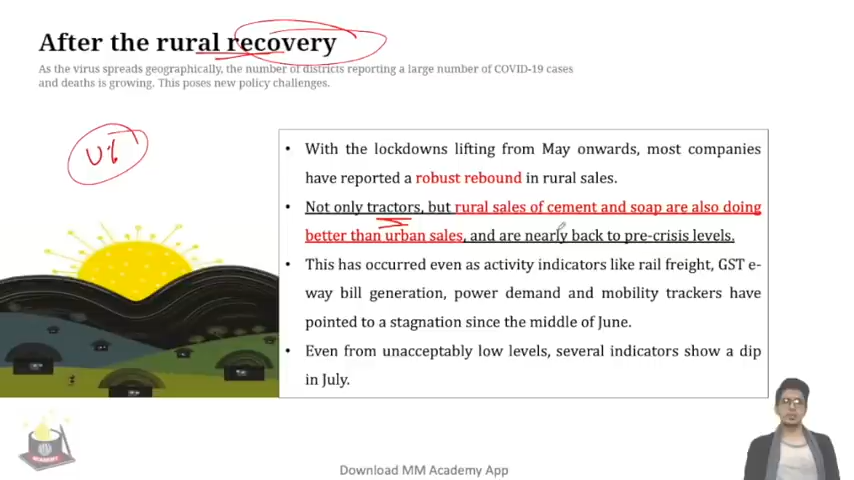 After the rural recovery
As the virus spreads geographically, the number of districts reporting a large number of COVID-19 cases
and deaths is growing. This poses new policy challenges.
U%
• With the lockdowns lifting from May onwards, most companies
have reported a robust rebound in rural sales.
• Not only tractors, but rural sales of cement and soap are also doing
better than urban sales, and are nearly back to pre-crisis levels.
• This has occurred even as activity indicators like rail freight, GST e-
way bill generation, power demand and mobility trackers have
pointed to a stagnation since the middle of June.
• Even from unacceptably low levels, several indicators show a dip
in July.
ACADEMY
Download MM Academy App